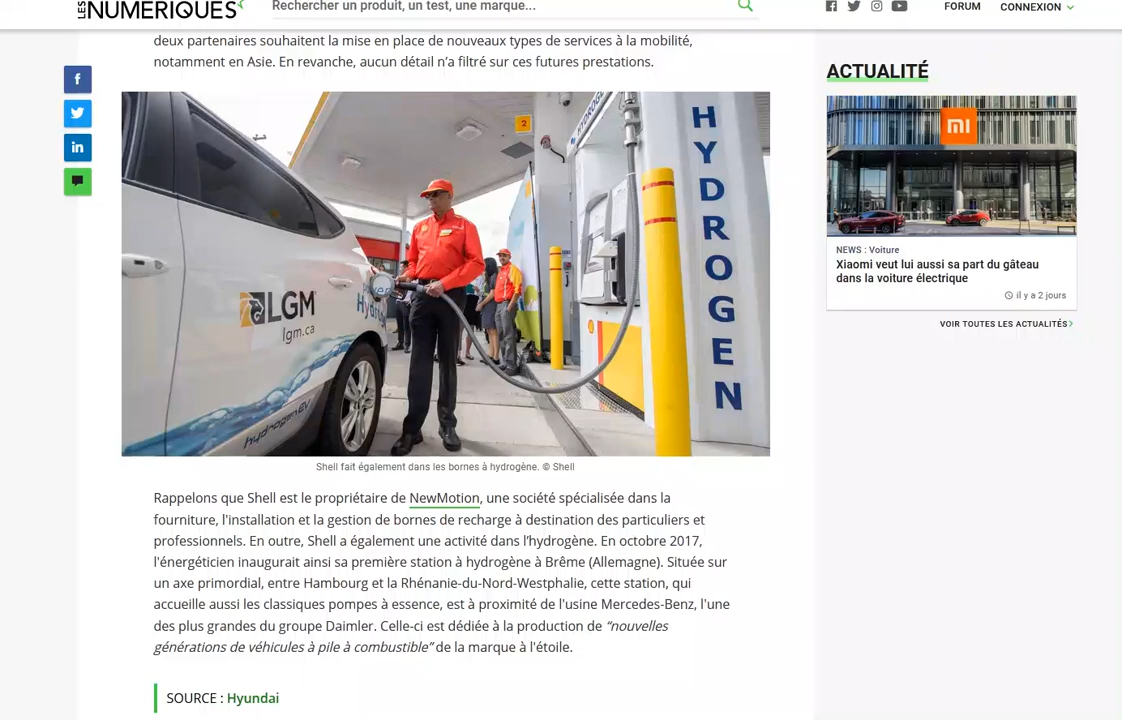 LES NUMERIQUES
Rechercher un produit, un test, une marque...
FORUM
CONNEXION
deux partenaires souhaitent la mise en place de nouveaux types de services à la mobilité,
notamment en Asie. En revanche, aucun détail n’a filtré sur ces futures prestations.
f
in
2
HYDROGEN
LGM
lgm.ca
hydrogenEV
Shell fait également dans les bornes à hydrogène. © Shell
Rappelons que Shell est le propriétaire de NewMotion, une société spécialisée dans la
fourniture, l'installation et la gestion de bornes de recharge à destination des particuliers et
professionnels. En outre, Shell a également une activité dans l’hydrogène. En octobre 2017,
l'énergéticien inaugurait ainsi sa première station à hydrogène à Brême (Allemagne). Située sur
un axe primordial, entre Hambourg et la Rhénanie-du-Nord-Westphalie, cette station, qui
accueille aussi les classiques pompes à essence, est à proximité de l'usine Mercedes-Benz, l'une
des plus grandes du groupe Daimler. Celle-ci est dédiée à la production de “nouvelles
générations de véhicules à pile à combustible” de la marque à l'étoile.
SOURCE : Hyundai
ACTUALITÉ
mi
NEWS : Voiture
Xiaomi veut lui aussi sa part du gâteau
dans la voiture électrique
il y a 2 jours
VOIR TOUTES LES ACTUALITÉS